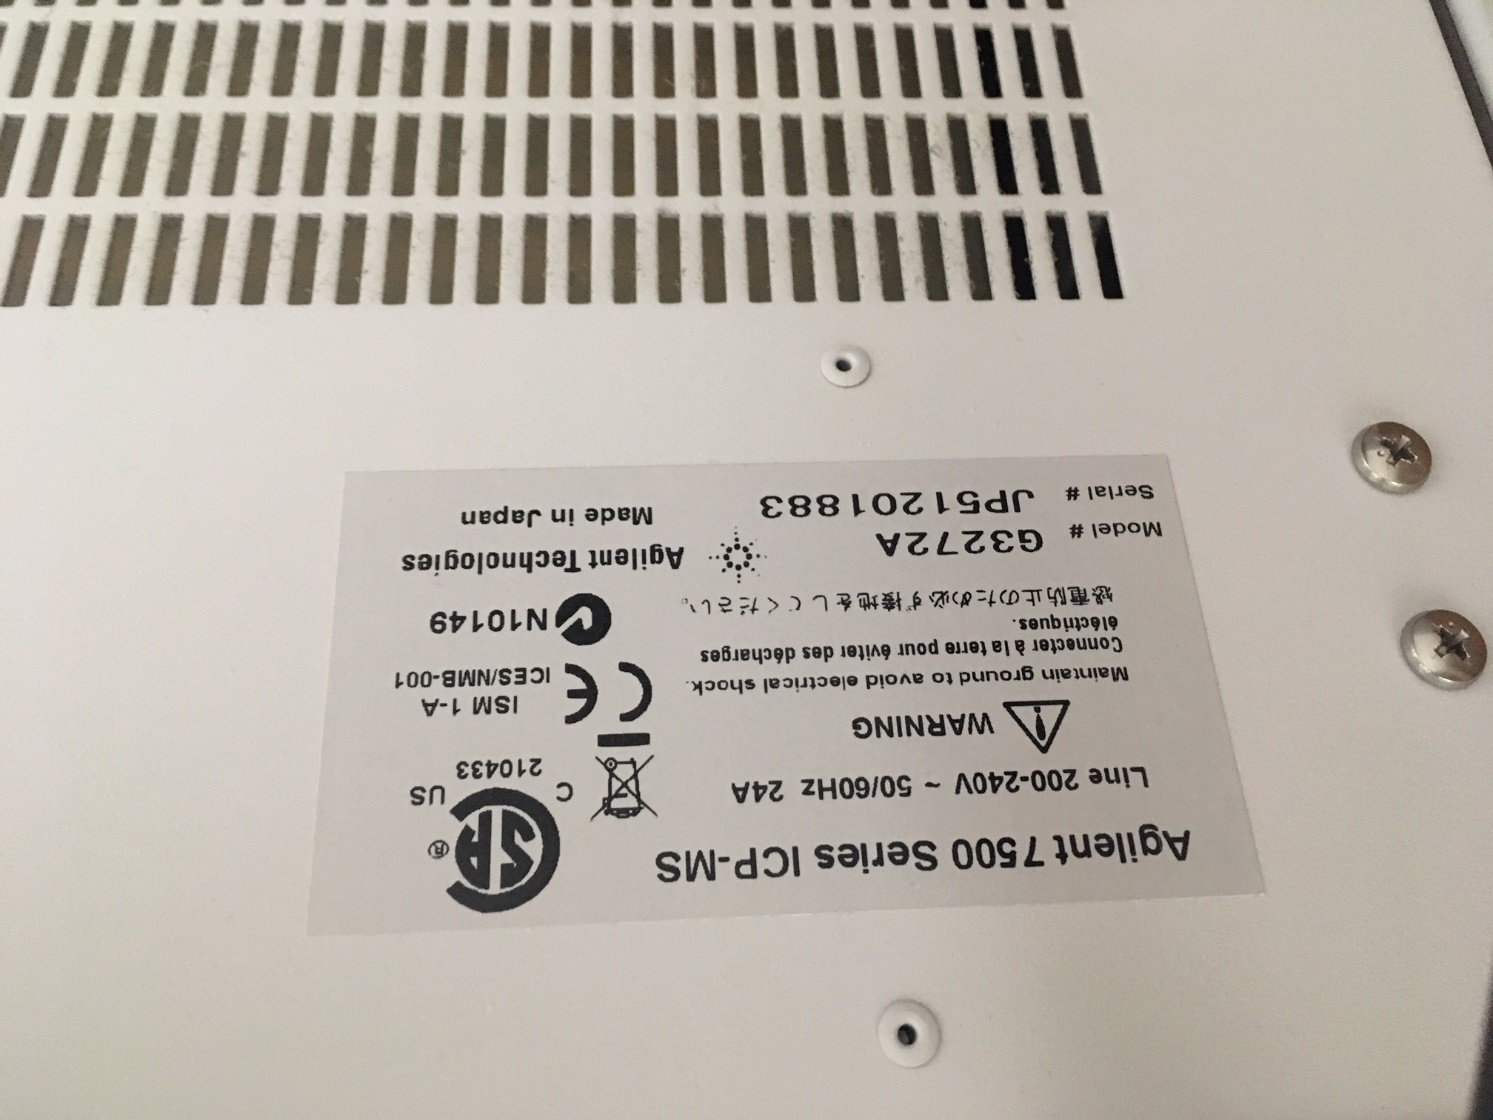 Agilent 7500 Series ICP-MS
Line 200-240V ~ 50/60Hz 24A
WARNING
Maintain ground to avoid electrical shock.
Connecter à la terre pour éviter des décharges
éléctriques.
感電防止のため必ず接地をしてください。
Model # G3272A
Serial # JP51201883
SA ®
C US
210433
CE
ISM 1-A
ICES/NMB-001
N10149
Agilent Technologies
Made in Japan